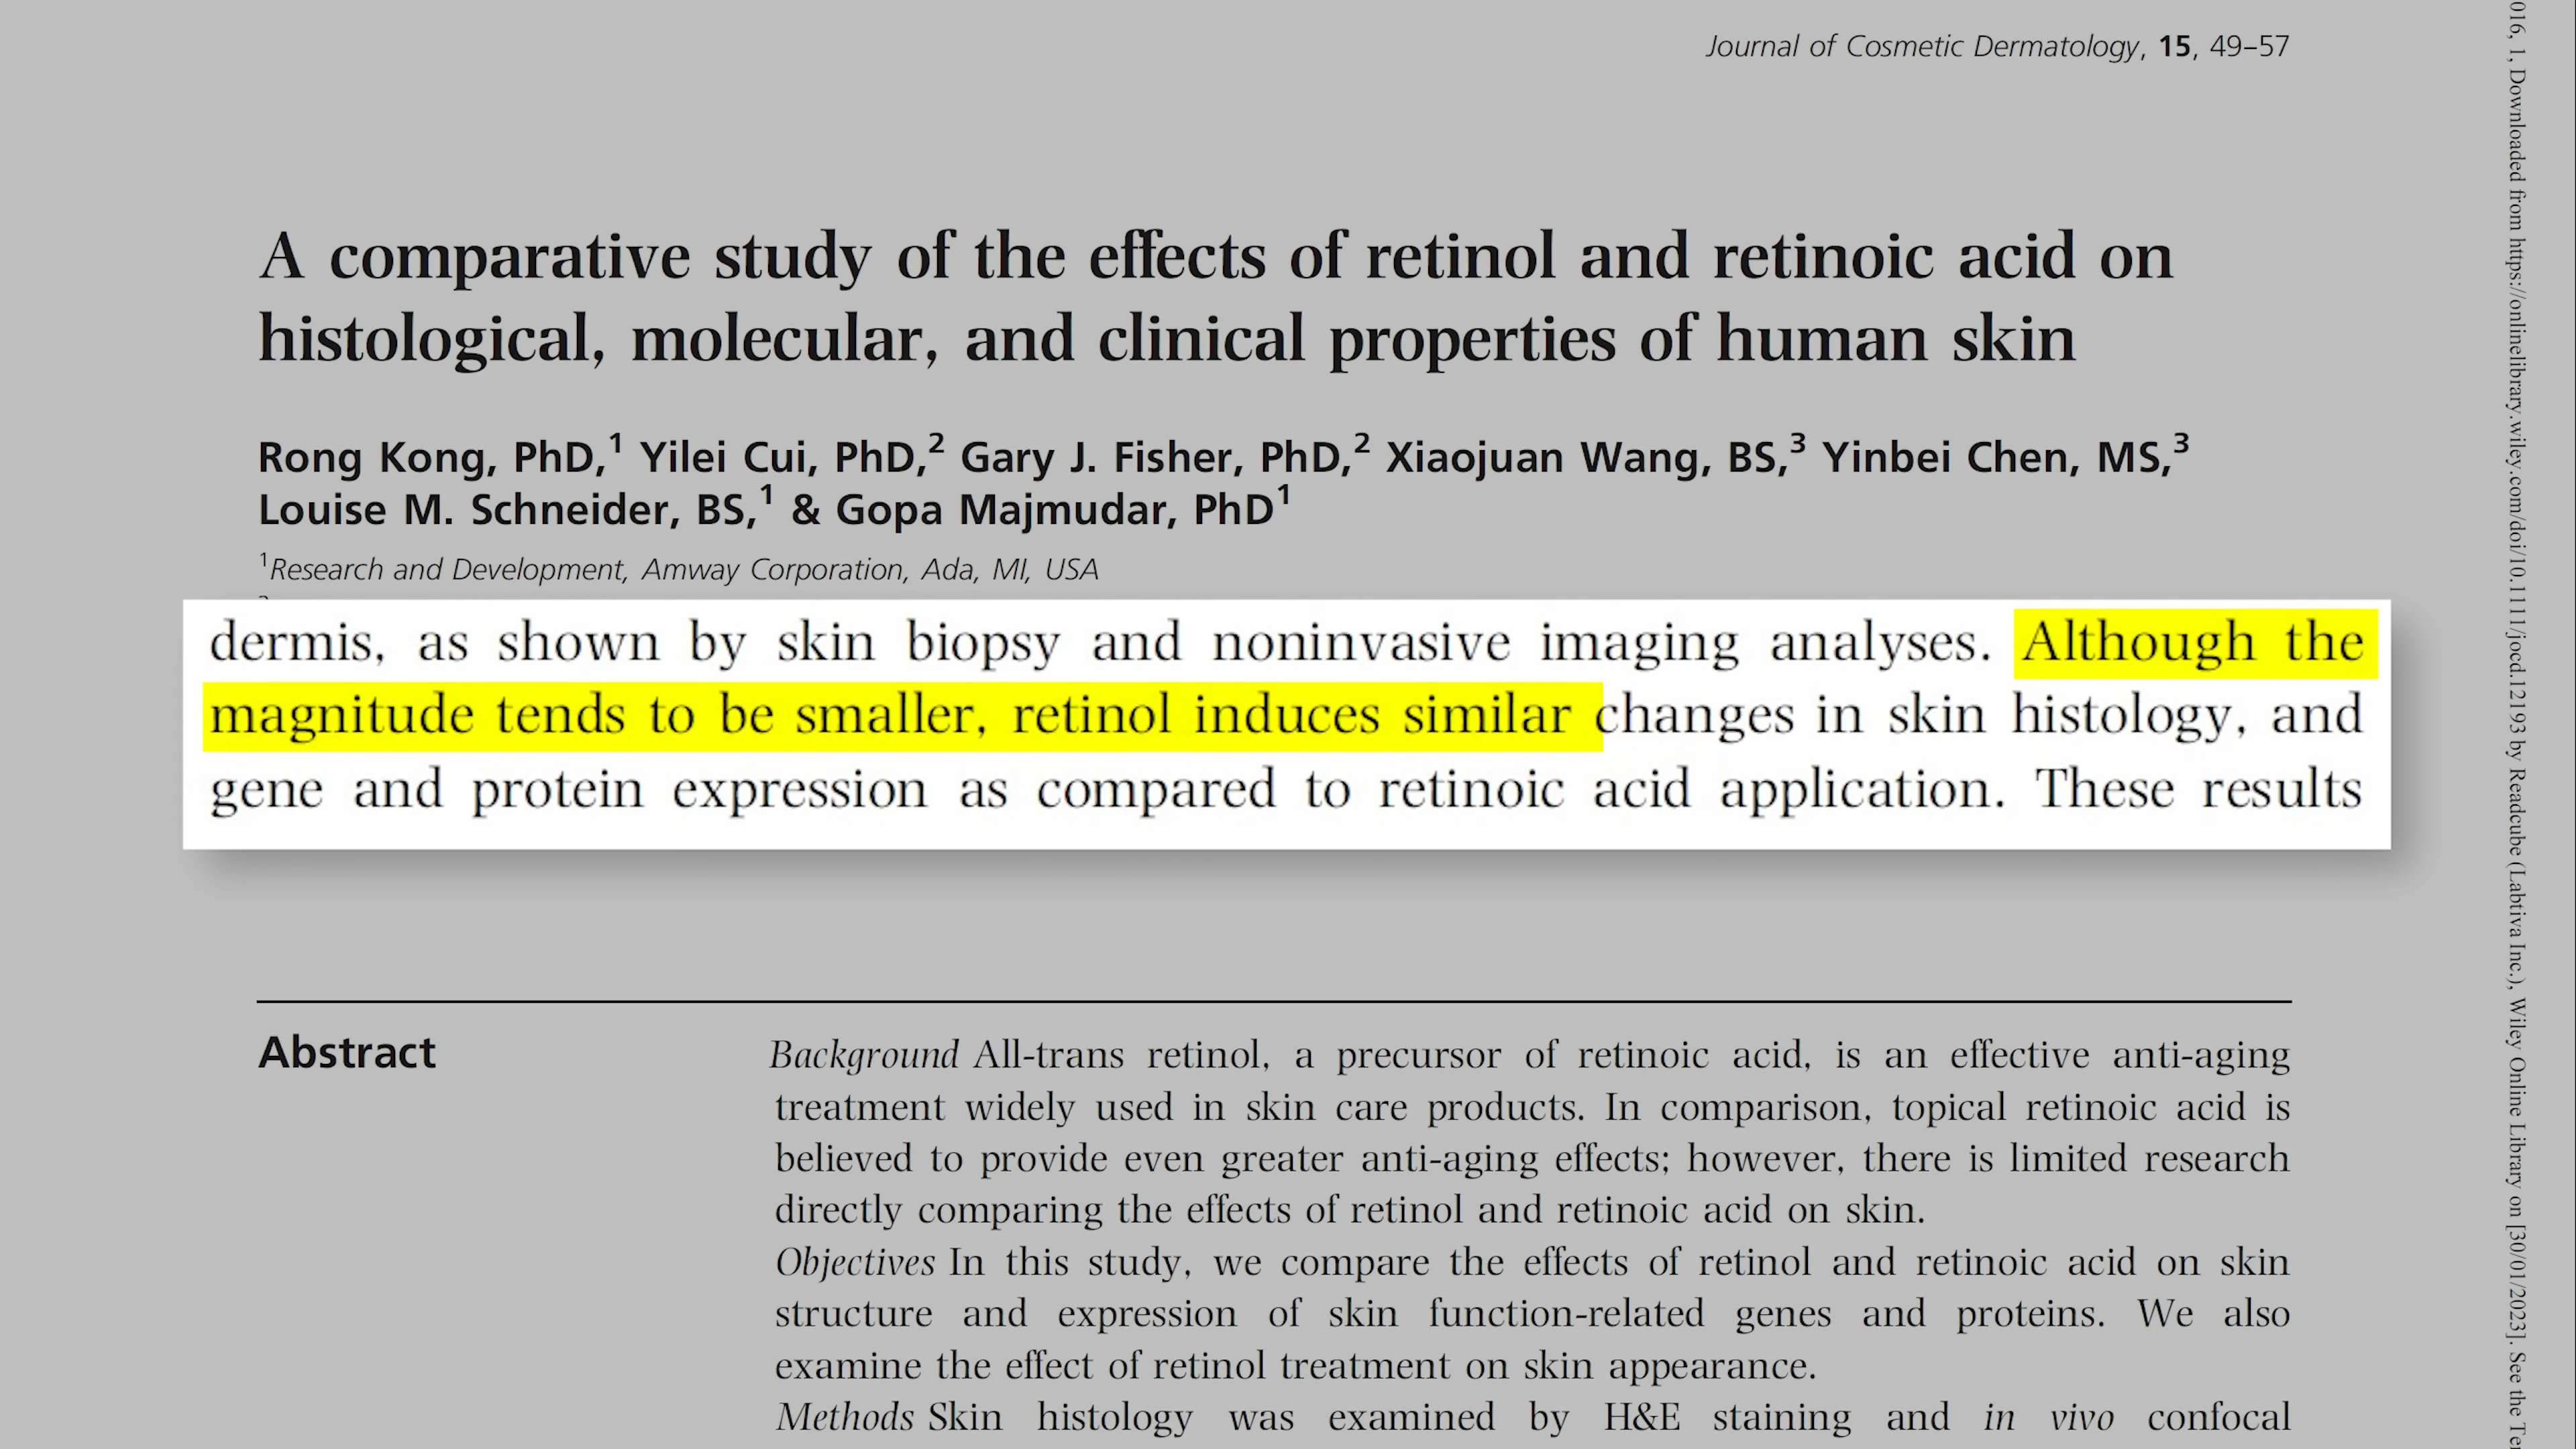 Journal of Cosmetic Dermatology, 15, 49–57
A comparative study of the effects of retinol and retinoic acid on
histological, molecular, and clinical properties of human skin
Rong Kong, PhD,1 Yilei Cui, PhD,2 Gary J. Fisher, PhD,2 Xiaojuan Wang, BS,3 Yinbei Chen, MS,3
Louise M. Schneider, BS,1 & Gopa Majmudar, PhD1
1Research and Development, Amway Corporation, Ada, MI, USA
dermis, as shown by skin biopsy and noninvasive imaging analyses. Although the
magnitude tends to be smaller, retinol induces similar changes in skin histology, and
gene and protein expression as compared to retinoic acid application. These results
Abstract
Background All-trans retinol, a precursor of retinoic acid, is an effective anti-aging
treatment widely used in skin care products. In comparison, topical retinoic acid is
believed to provide even greater anti-aging effects; however, there is limited research
directly comparing the effects of retinol and retinoic acid on skin.
Objectives In this study, we compare the effects of retinol and retinoic acid on skin
structure and expression of skin function-related genes and proteins. We also
examine the effect of retinol treatment on skin appearance.
Methods Skin histology was examined by H&E staining and in vivo confocal
016, 1, Downloaded from https://onlinelibrary.wiley.com/doi/10.1111/jocd.12193 by Readcube (Labtiva Inc.), Wiley Online Library on [30/01/2023]. See the